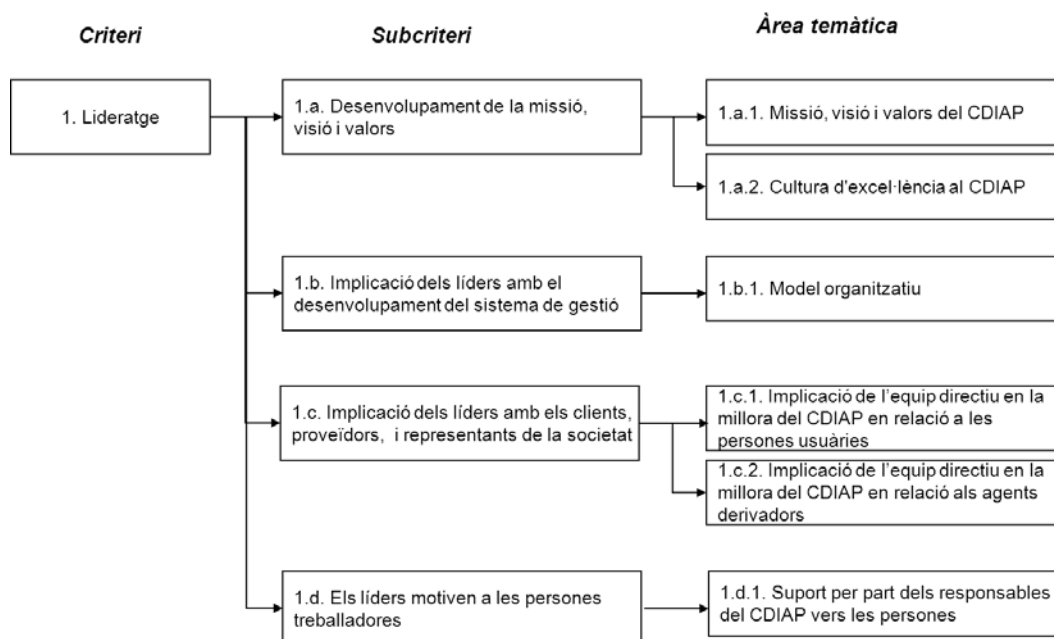 Criteri
Subcriteri
Àrea temàtica
1. Lideratge
1.a. Desenvolupament de la missió,
visió i valors
1.a.1. Missió, visió i valors del CDIAP
1.a.2. Cultura d'excel·lència al CDIAP
1.b. Implicació dels líders amb el
desenvolupament del sistema de gestió
1.b.1. Model organitzatiu
1.c. Implicació dels líders amb els clients,
proveïdors, i representants de la societat
1.c.1. Implicació de l'equip directiu en la
millora del CDIAP en relació a les
persones usuàries
1.c.2. Implicació de l'equip directiu en la
millora del CDIAP en relació als agents
derivadors
1.d. Els líders motiven a les persones
treballadores
1.d.1. Suport per part dels responsables
del CDIAP vers les persones